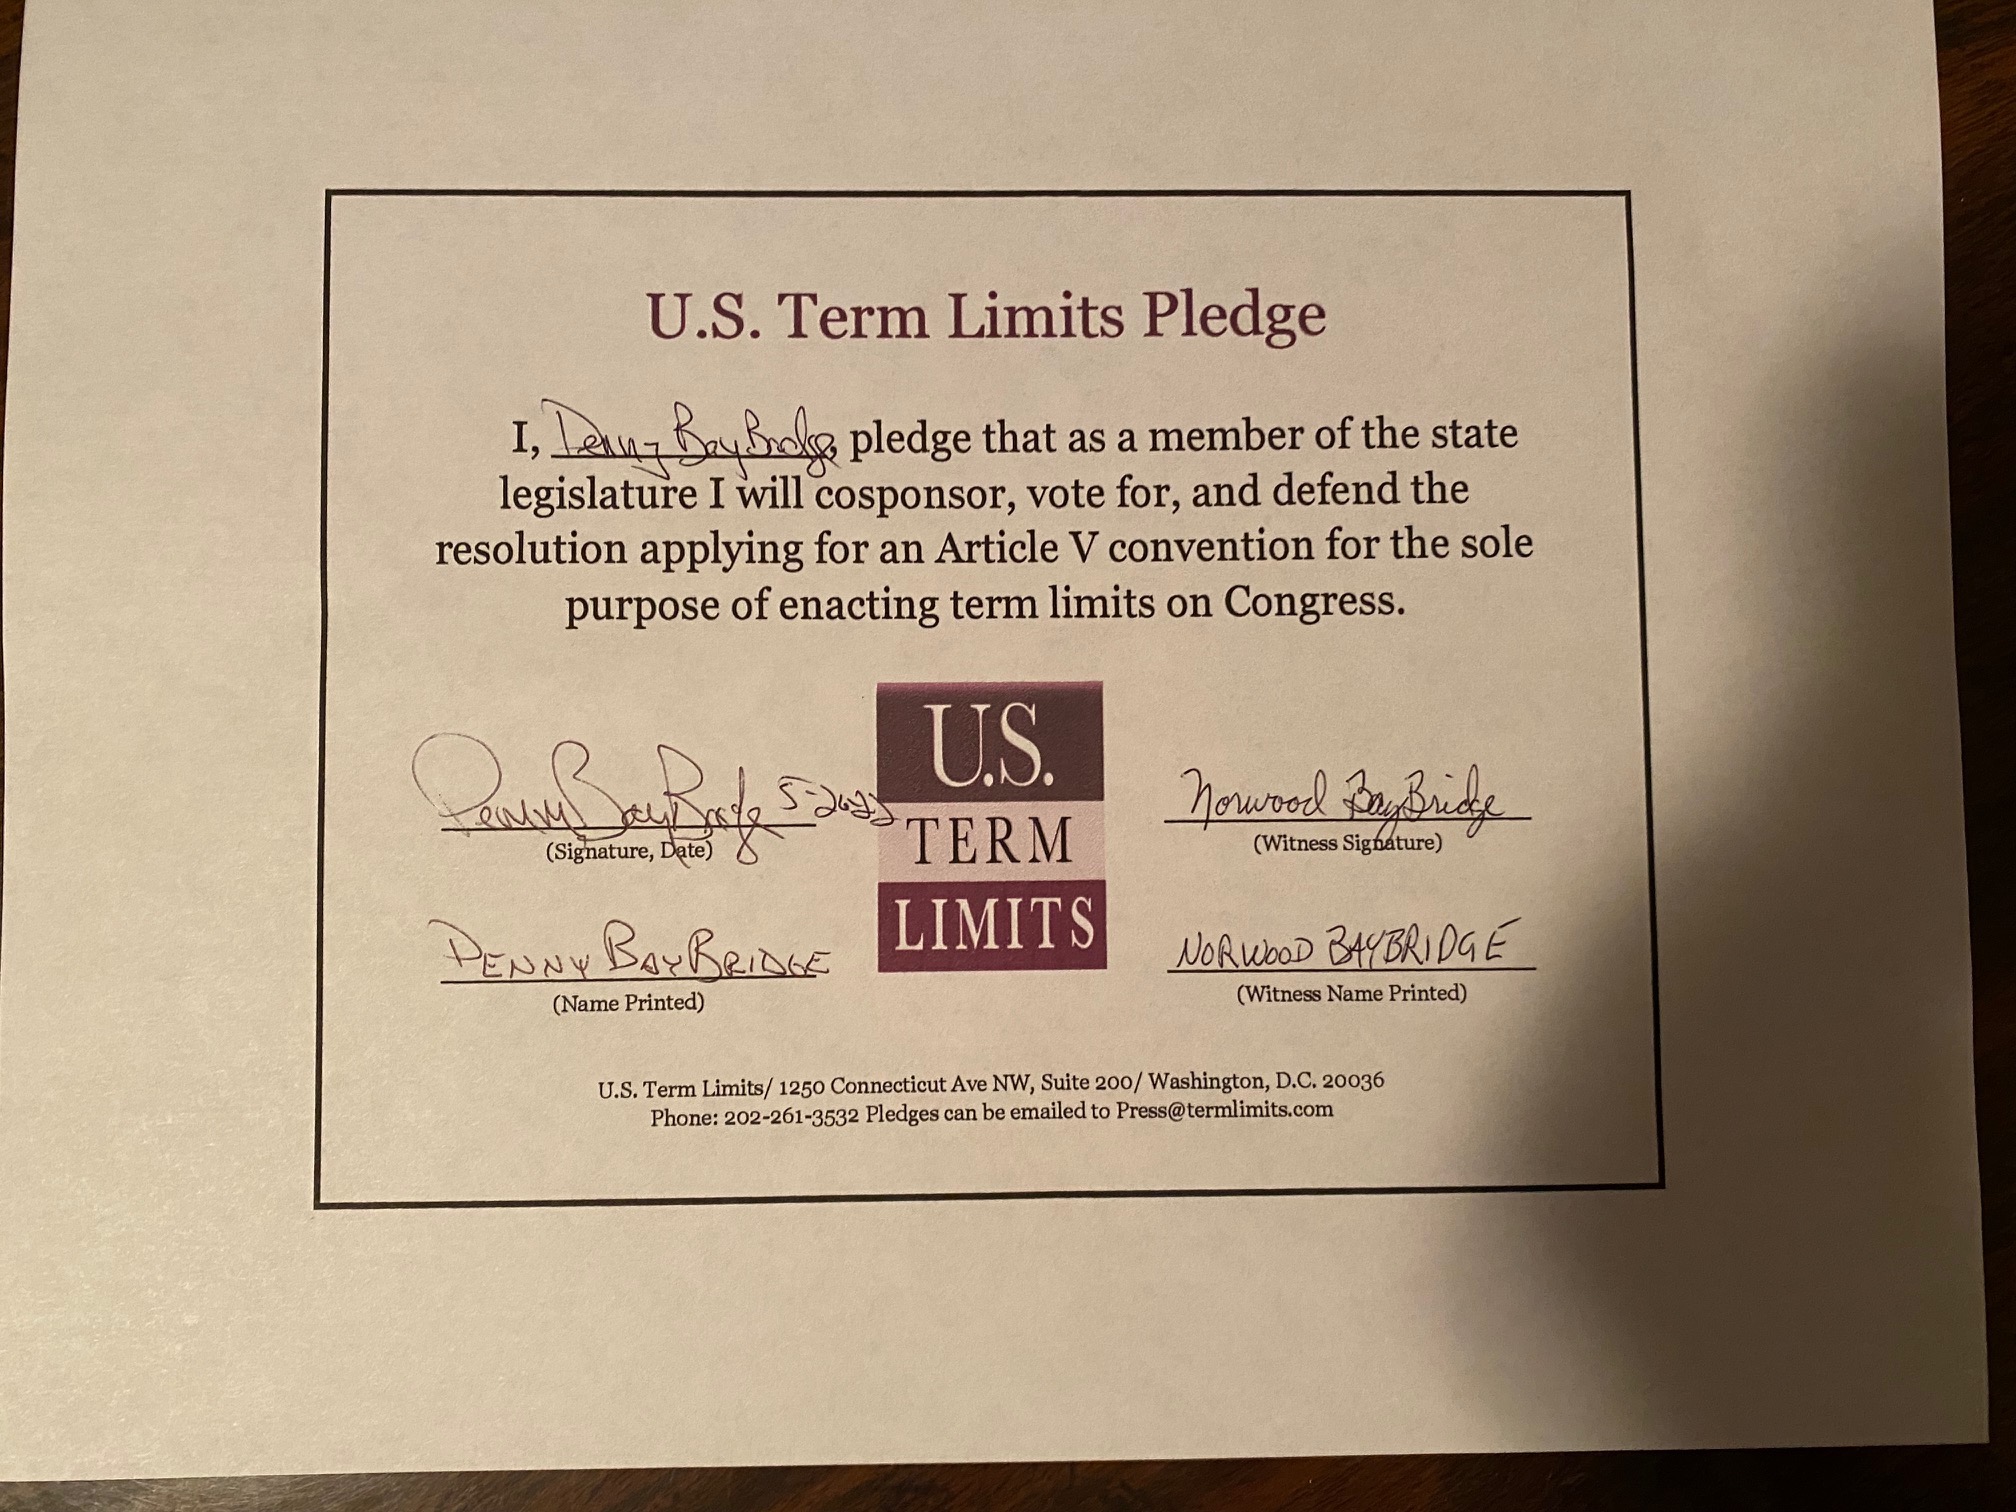 U.S. Term Limits Pledge
I, Penny BayBridge, pledge that as a member of the state
legislature I will cosponsor, vote for, and defend the
resolution applying for an Article V convention for the sole
purpose of enacting term limits on Congress.
U.S.
TERM
LIMITS
Penny BayBridge
(Signature, Date)
PENNY BAYBRIDGE
(Name Printed)
Norwood BayBridge
(Witness Signature)
NORWOOD BAYBRIDGE
(Witness Name Printed)
U.S. Term Limits/ 1250 Connecticut Ave NW, Suite 200/ Washington, D.C. 20036
Phone: 202-261-3532 Pledges can be emailed to Press@termlimits.com